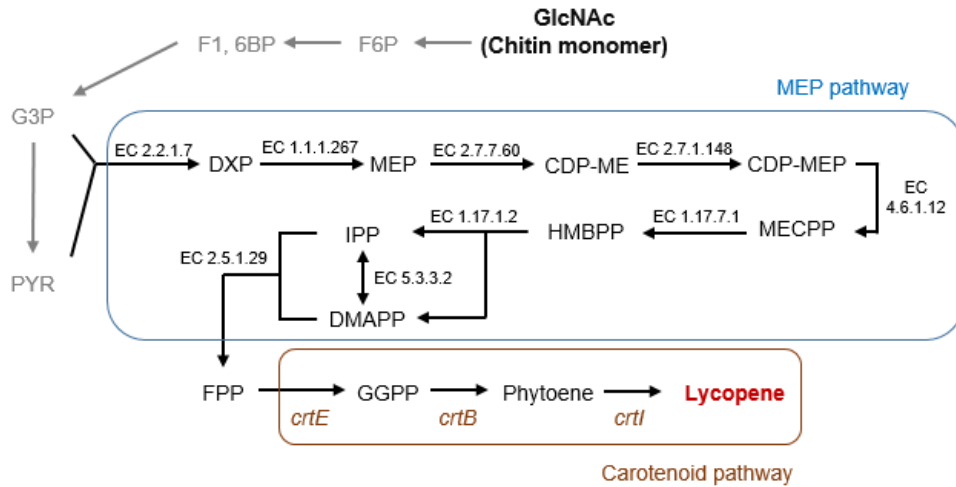 GlcNAc
(Chitin monomer)
F6P
F1, 6BP
MEP pathway
G3P
EC 2.2.1.7
DXP
EC 1.1.1.267
MEP
EC 2.7.7.60
CDP-ME
EC 2.7.1.148
CDP-MEP
EC
4.6.1.12
PYR
EC 2.5.1.29
IPP
EC 1.17.1.2
HMBPP
EC 1.17.7.1
MECPP
EC 5.3.3.2
DMAPP
FPP
crtE
GGPP
crtB
Phytoene
crtI
Lycopene
Carotenoid pathway